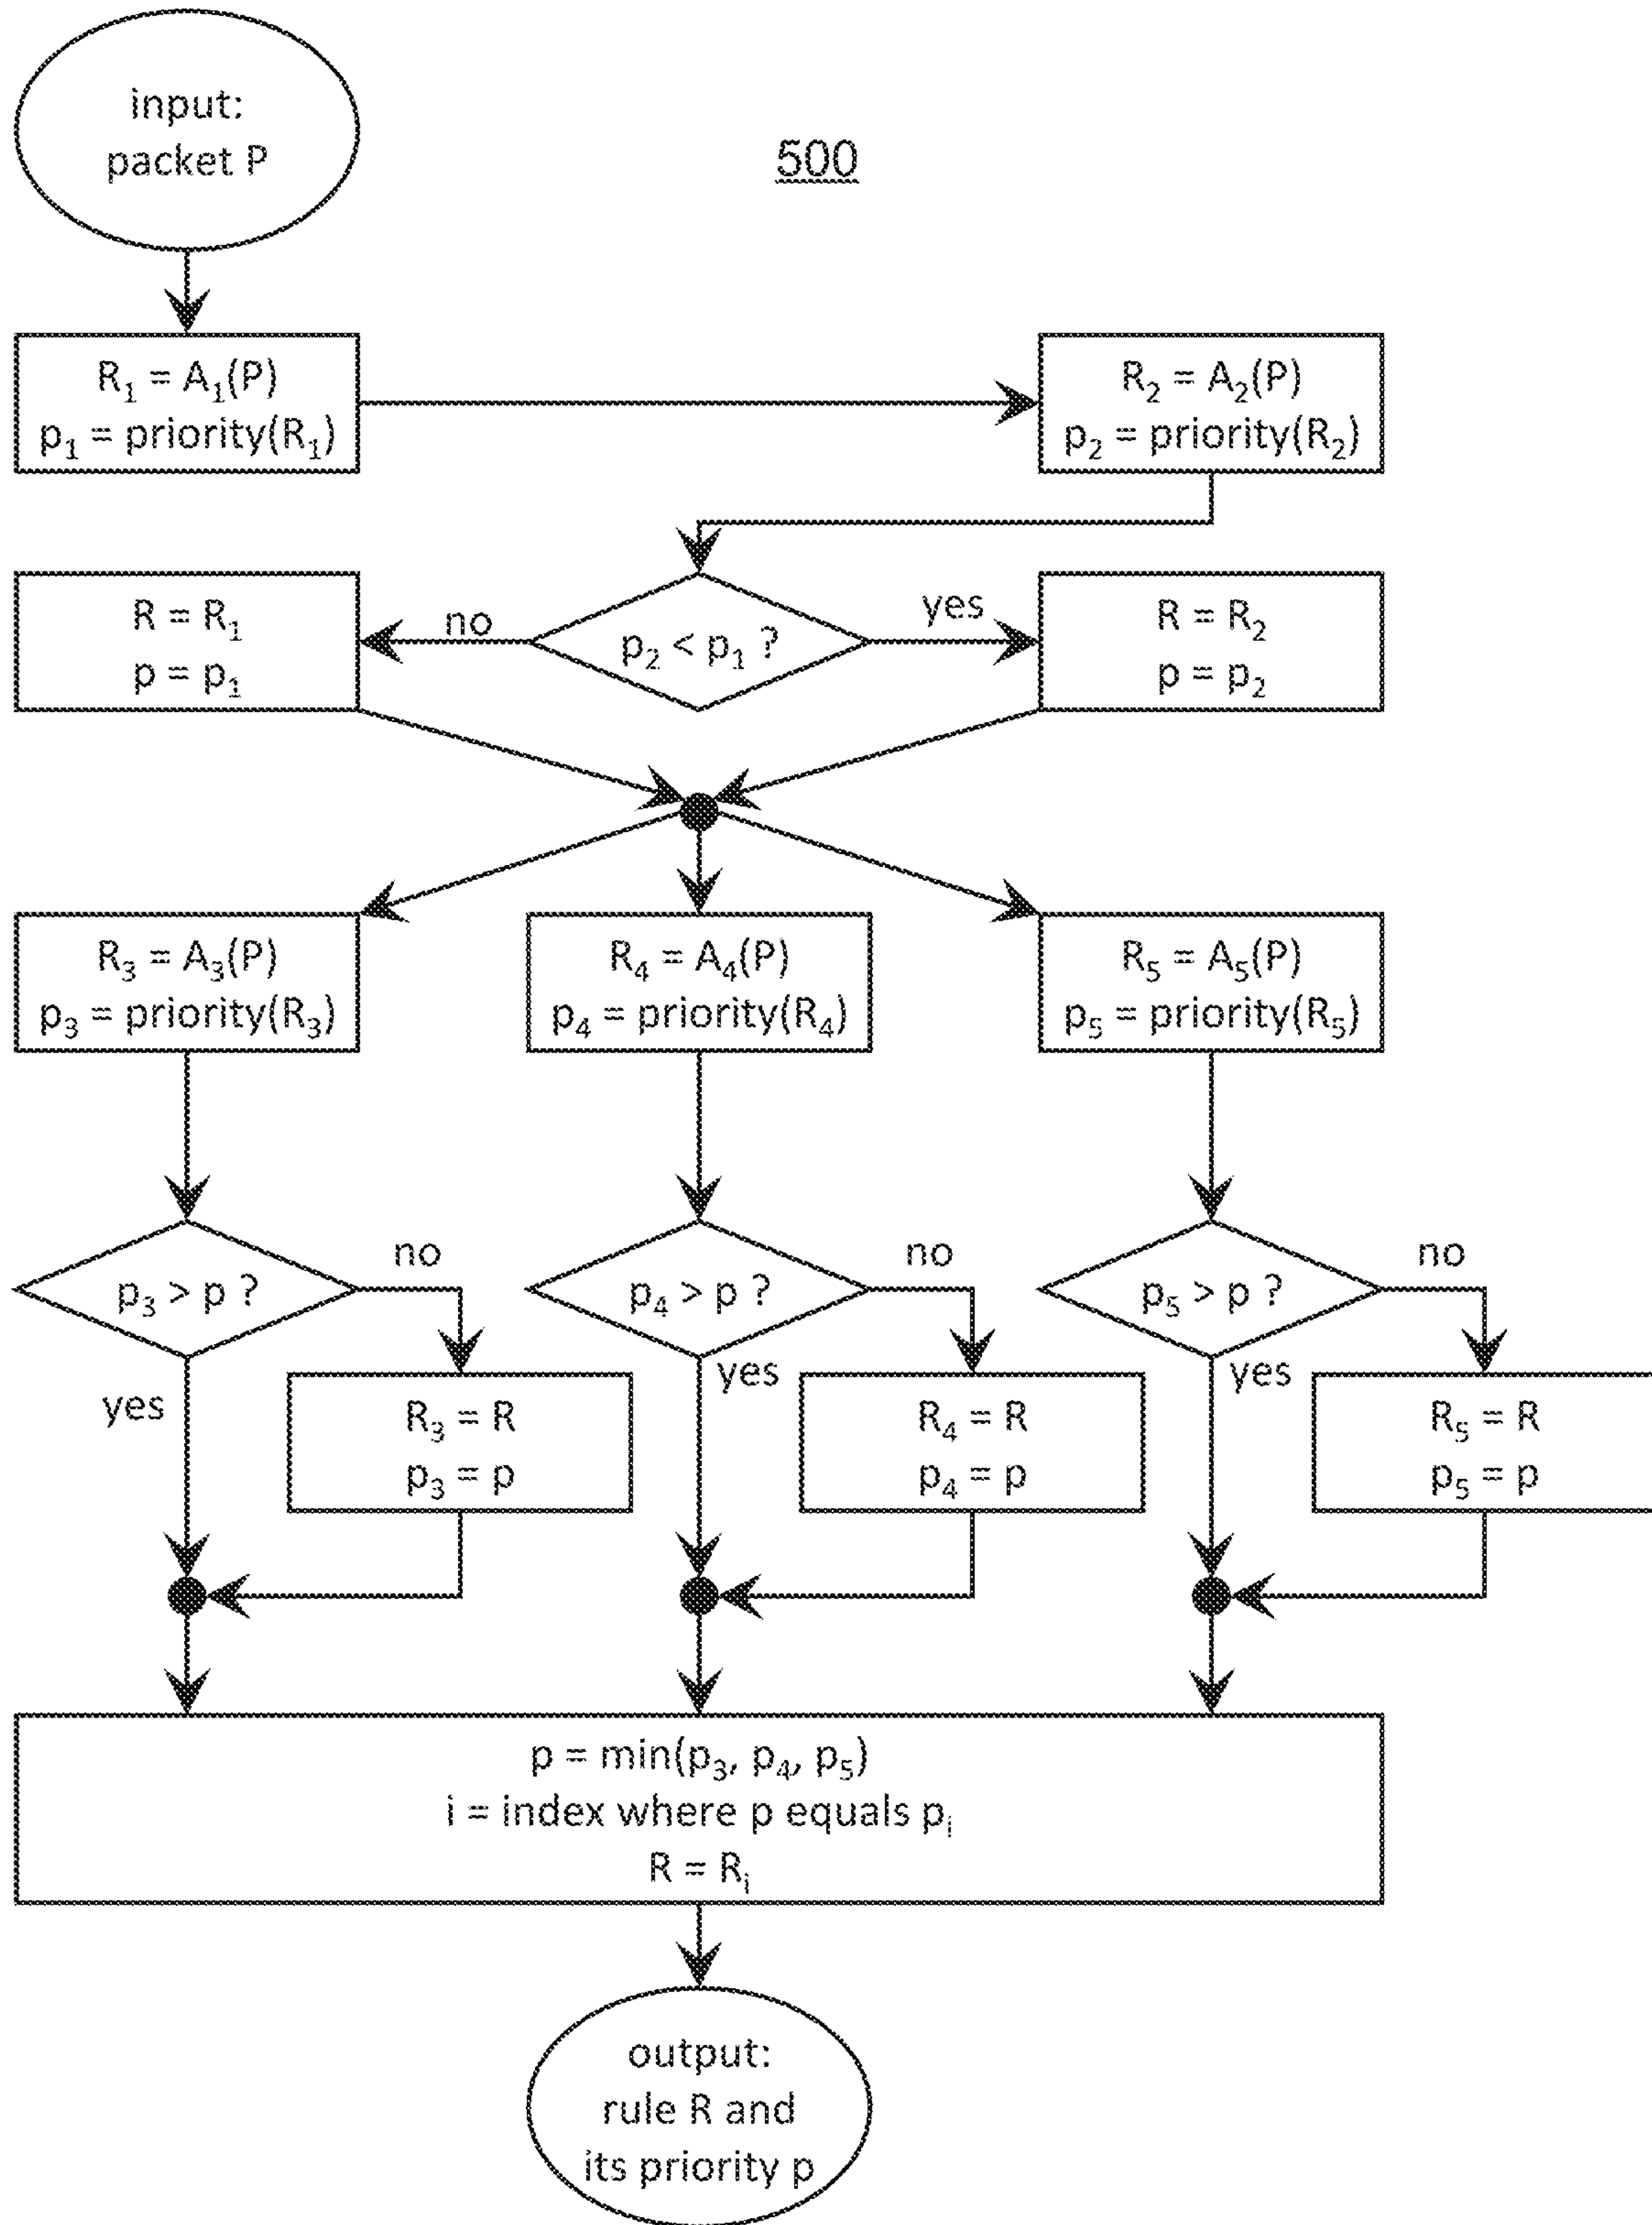 input:
packet P
500
R₁ = A₁(P)
p₁ = priority(R₁)
R₂ = A₂(P)
p₂ = priority(R₂)
R = R₁
p = p₁
no
p₂ < p₁ ?
yes
R = R₂
p = p₂
R₃ = A₃(P)
p₃ = priority(R₃)
R₄ = A₄(P)
p₄ = priority(R₄)
R₅ = A₅(P)
p₅ = priority(R₅)
p₃ > p ?
no
p₄ > p ?
no
p₅ > p ?
no
yes
R₃ = R
p₃ = p
yes
R₄ = R
p₄ = p
yes
R₅ = R
p₅ = p
p = min(p₃, p₄, p₅)
i = index where p equals pᵢ
R = Rᵢ
output:
rule R and
its priority p